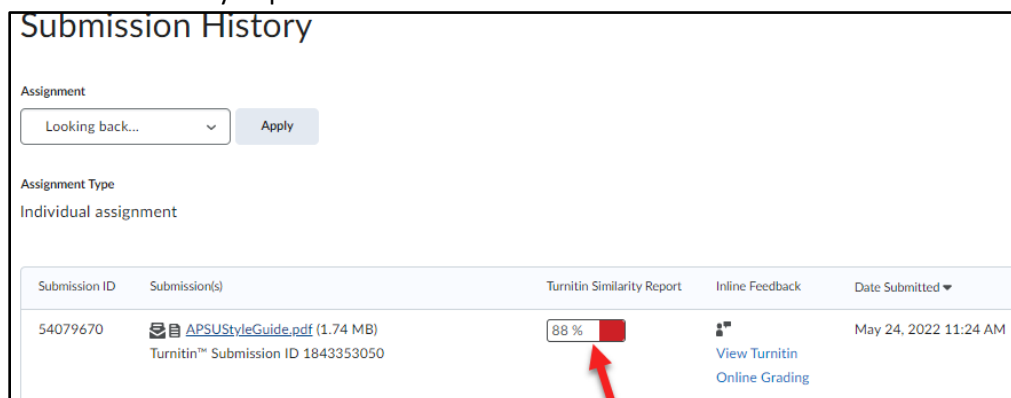 Submission History
Assignment
Looking back...
Apply
Assignment Type
Individual assignment
Submission ID Submission(s) Turnitin Similarity Report Inline Feedback Date Submitted
54079670 APSUStyleGuide.pdf (1.74 MB) 88 % May 24, 2022 11:24 AM
Turnitin™ Submission ID 1843353050 View Turnitin
Online Grading